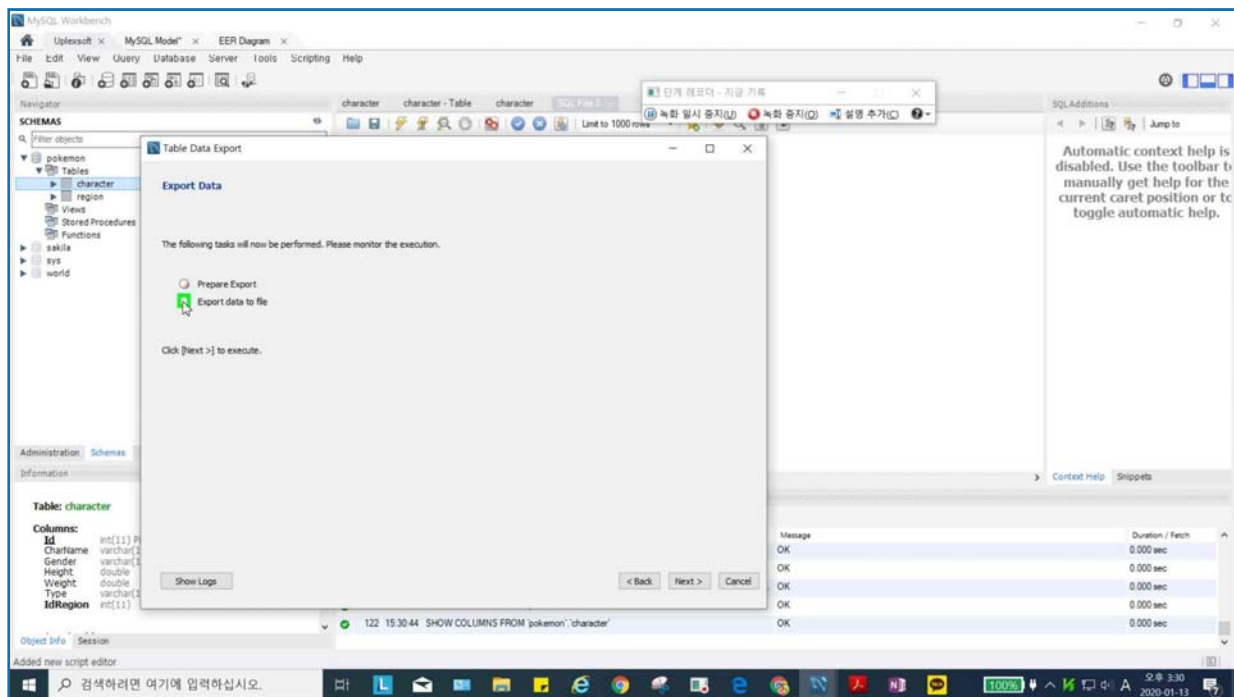 MySQL Workbench
Uplexsoft × MySQL Model* × EER Diagram ×
File Edit View Query Database Server Tools Scripting Help
Navigator
SCHEMAS
Filter objects
pokemon
Tables
character
region
Views
Stored Procedures
Functions
sakila
sys
world
Administration Schemas
Information
Table: character
Columns:
Id int(11)
CharName varchar(1
Gender varchar(1
Height double
Weight double
Type varchar(1
IdRegion int(11)
Object Info Session
Added new script editor
character character - Table character
Limit to 1000 rows
단계 레코더 - 지금 기록
녹화 일시 중지(U) 녹화 중지(O) 설명 추가(C)
Table Data Export
Export Data
The following tasks will now be performed. Please monitor the execution.
Prepare Export
Export data to file
Click [Next >] to execute.
Show Logs < Back Next > Cancel
SQLAdditions
Jump to
Automatic context help is
disabled. Use the toolbar to
manually get help for the
current caret position or to
toggle automatic help.
Context Help Snippets
Message Duration / Fetch
OK 0.000 sec
OK 0.000 sec
OK 0.000 sec
OK 0.000 sec
122 15:30:44 SHOW COLUMNS FROM `pokemon`.`character` OK 0.000 sec
검색하려면 여기에 입력하십시오.
100% A 오후 3:30
2020-01-13